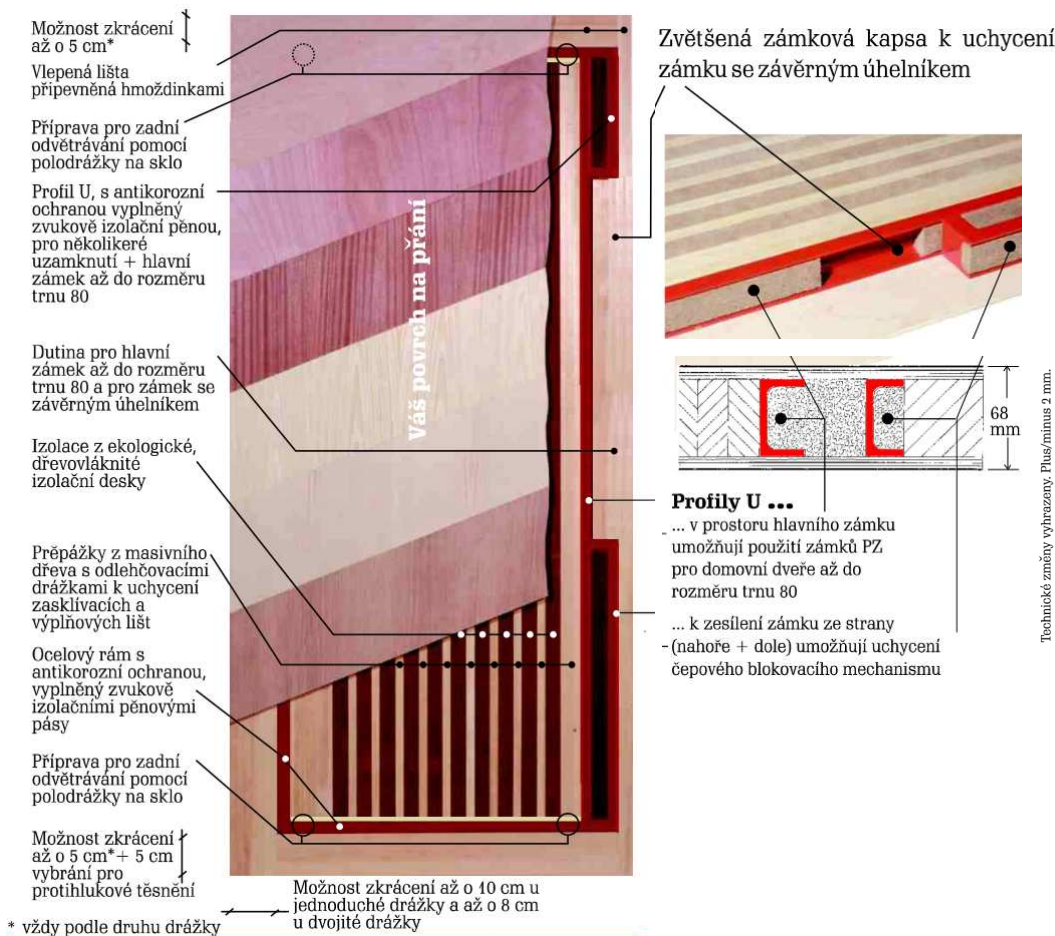 Možnost zkrácení
až o 5 cm*
Vlepená lišta
připevněná hmoždinkami
Příprava pro zadní
odvětrávání pomocí
polodrážky na sklo
Profil U, s antikorozní
ochranou vyplněný
zvukově izolační pěnou,
pro několikeré
uzamknutí + hlavní
zámek až do rozměru
trnu 80
Dutina pro hlavní
zámek až do rozměru
trnu 80 a pro zámek se
závěrným úhelníkem
Izolace z ekologické,
dřevovláknité
izolační desky
Přepážky z masivního
dřeva s odlehčovacími
drážkami k uchycení
zasklívacích a
výplňových lišt
Ocelový rám s
antikorozní ochranou,
vyplněný zvukově
izolačními pěnovými
pásy
Příprava pro zadní
odvětrávání pomocí
polodrážky na sklo
Možnost zkrácení
až o 5 cm*+ 5 cm
vybrání pro
protihlukové těsnění
* vždy podle druhu drážky
Možnost zkrácení až o 10 cm u
jednoduché drážky a až o 8 cm
u dvojité drážky
Váš povrch na přání
Zvětšená zámková kapsa k uchycení
zámku se závěrným úhelníkem
68
mm
Profily U ...
... v prostoru hlavního zámku
umožňují použití zámků PZ
pro domovní dveře až do
rozměru trnu 80
... k zesílení zámku ze strany
(nahoře + dole) umožňují uchycení
čepového blokovacího mechanismu
Technické změny vyhrazeny. Plus/minus 2 mm.